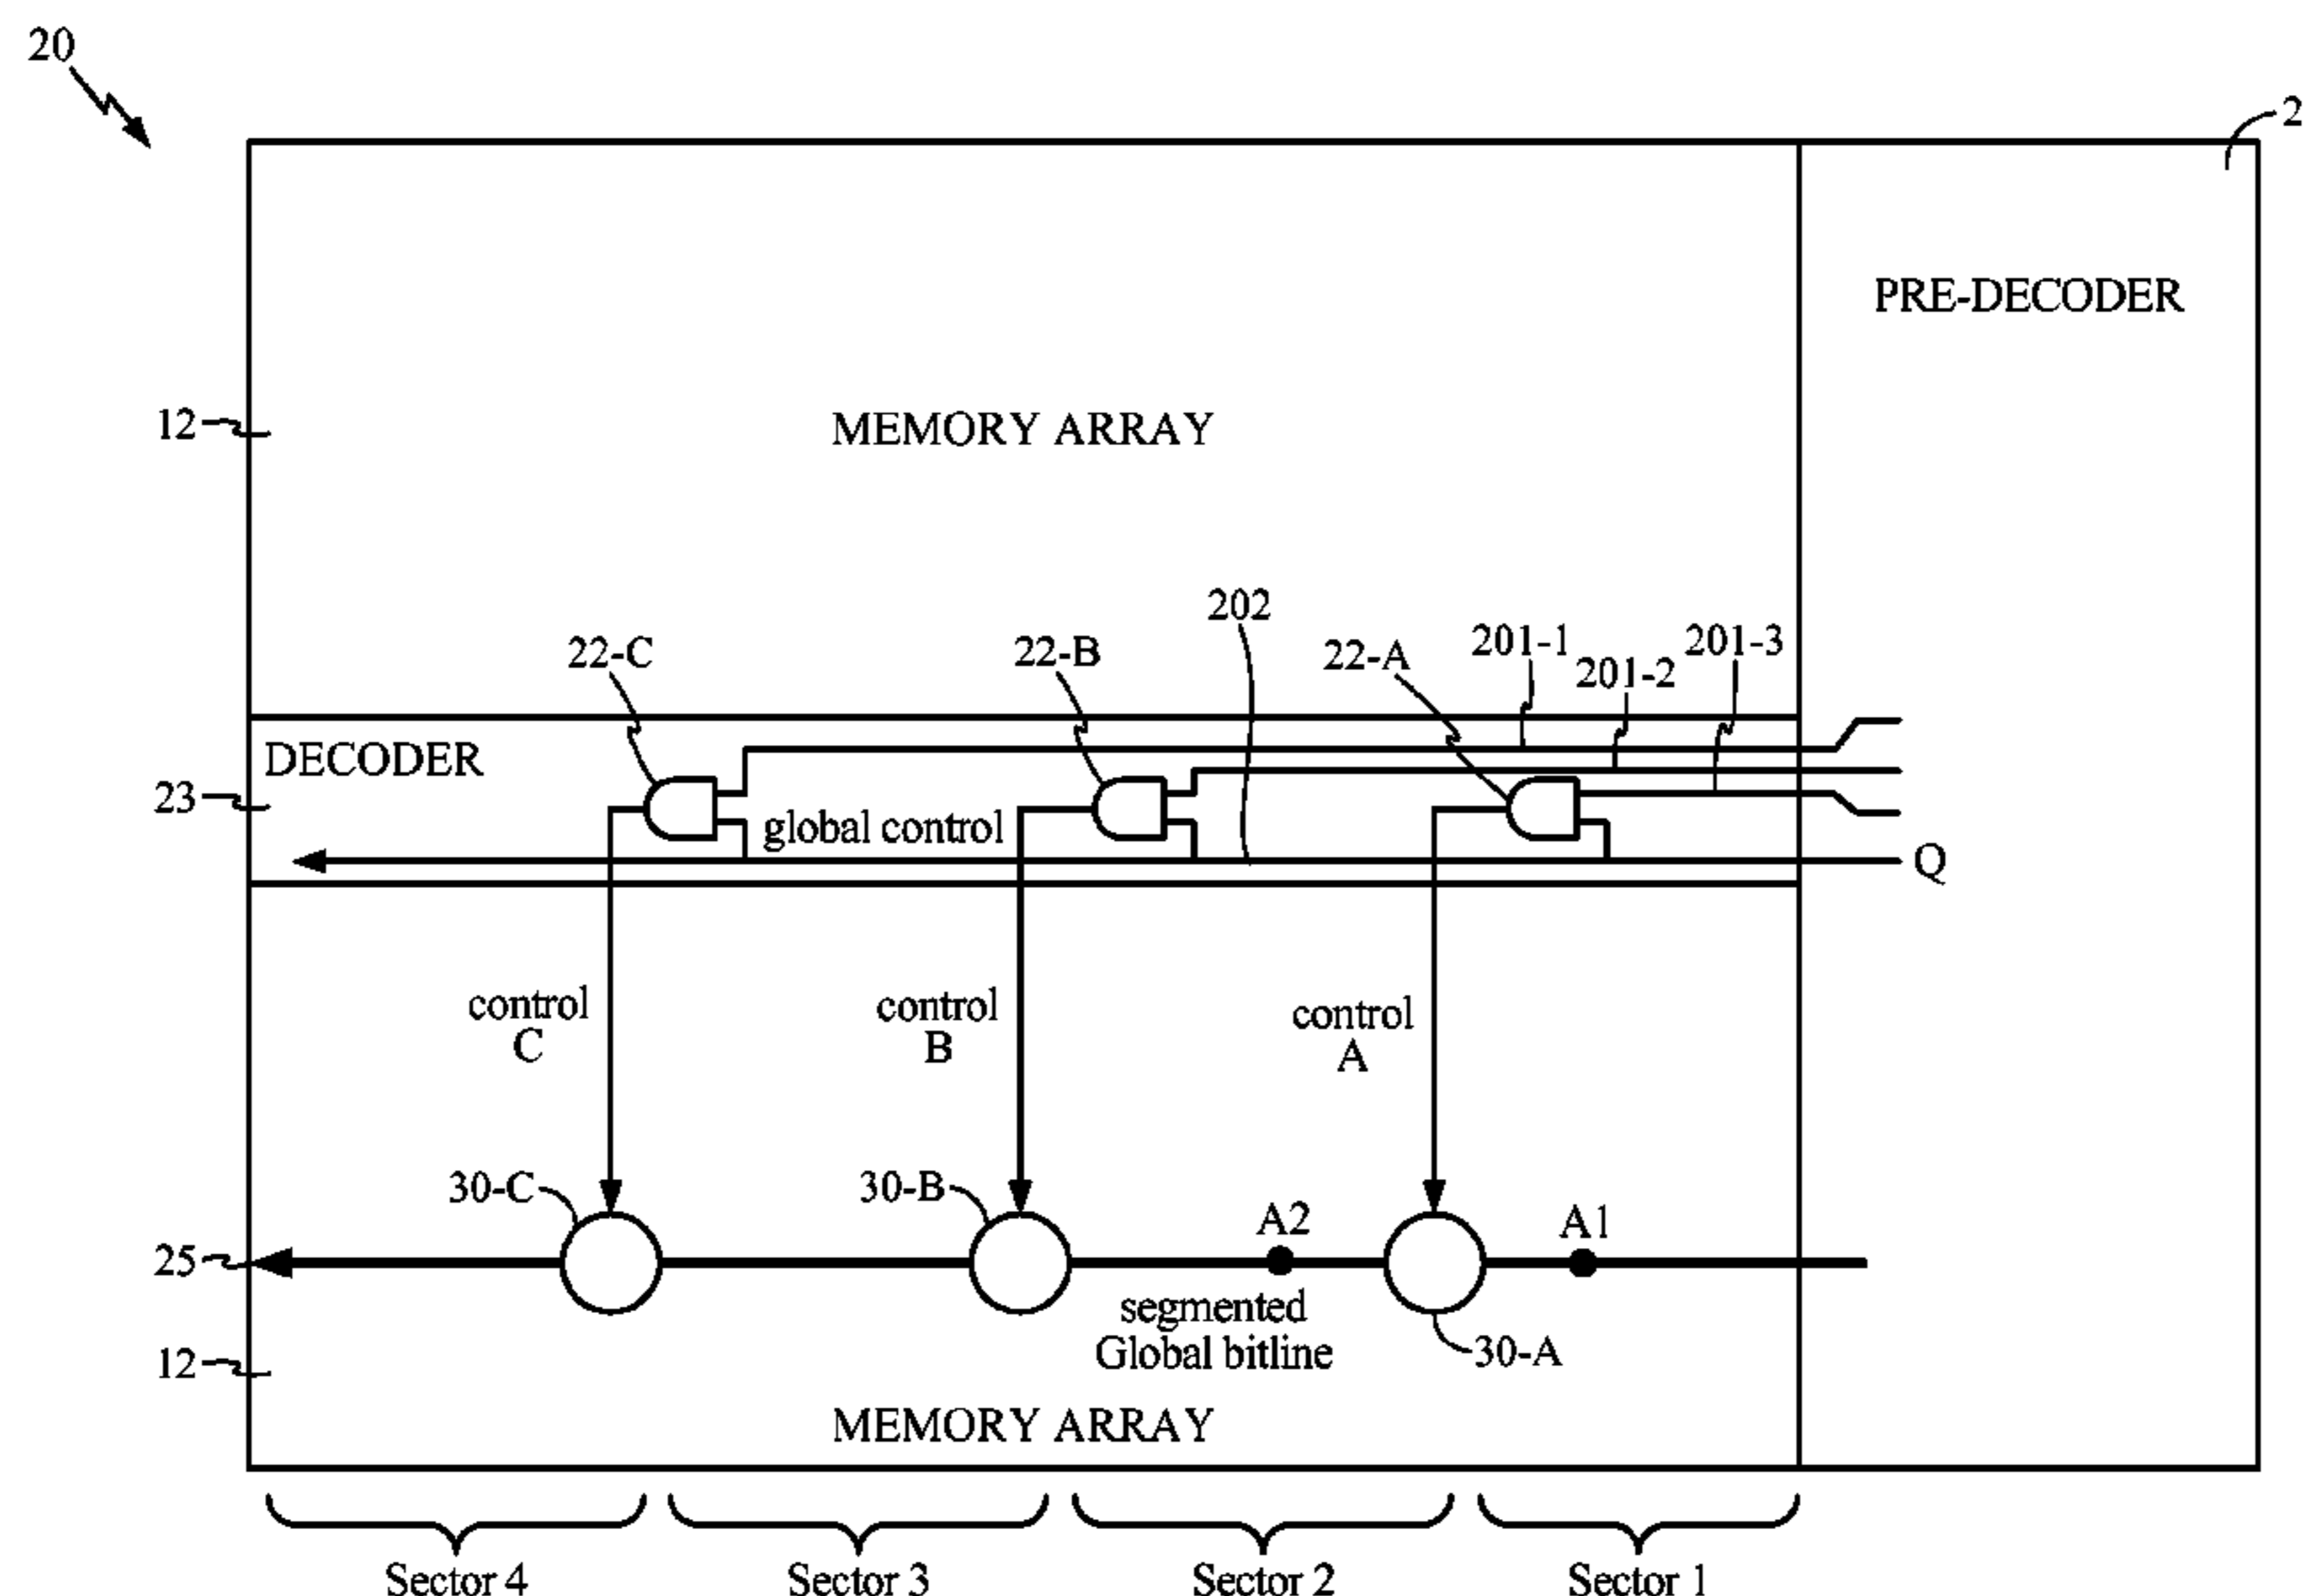 20
2
PRE-DECODER
12
MEMORY ARRAY
202
22-C
22-B
22-A
201-1
201-2
201-3
DECODER
23
global control
Q
control
C
control
B
control
A
30-C
30-B
A2
A1
25
segmented
Global bitline
30-A
12
MEMORY ARRAY
Sector 4
Sector 3
Sector 2
Sector 1